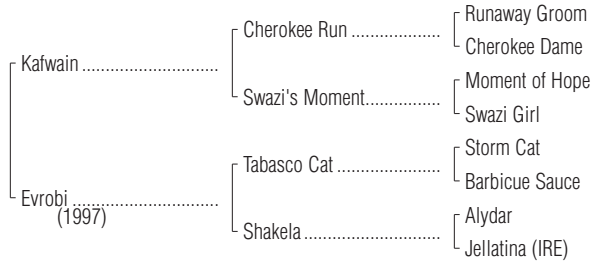 Runaway Groom
Cherokee Run
Cherokee Dame
Kafwain
Moment of Hope
Swazi's Moment
Swazi Girl
Storm Cat
Tabasco Cat
Barbicue Sauce
Evrobi
(1997)
Alydar
Shakela
Jellatina (IRE)